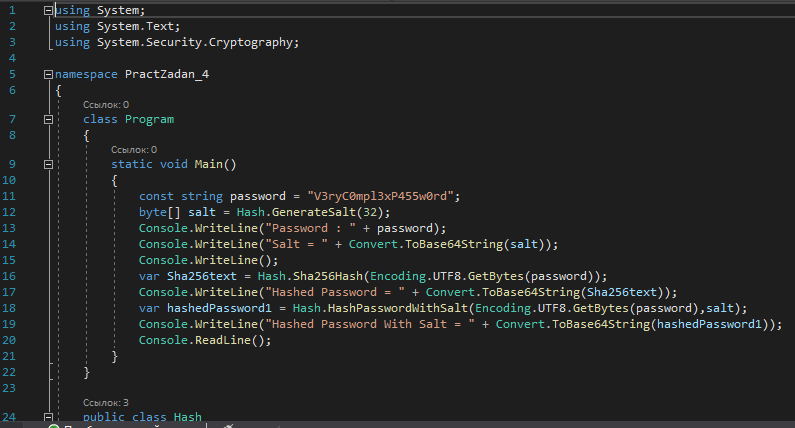 1 using System;
2 using System.Text;
3 using System.Security.Cryptography;
4
5 namespace PractZadan_4
6 {
Ссылок: 0
7 class Program
8 {
Ссылок: 0
9 static void Main()
10 {
11 const string password = "V3ryC0mpl3xP455w0rd";
12 byte[] salt = Hash.GenerateSalt(32);
13 Console.WriteLine("Password : " + password);
14 Console.WriteLine("Salt = " + Convert.ToBase64String(salt));
15 Console.WriteLine();
16 var Sha256text = Hash.Sha256Hash(Encoding.UTF8.GetBytes(password));
17 Console.WriteLine("Hashed Password = " + Convert.ToBase64String(Sha256text));
18 var hashedPassword1 = Hash.HashPasswordWithSalt(Encoding.UTF8.GetBytes(password),salt);
19 Console.WriteLine("Hashed Password With Salt = " + Convert.ToBase64String(hashedPassword1));
20 Console.ReadLine();
21 }
22 }
23
Ссылок: 3
24 public class Hash